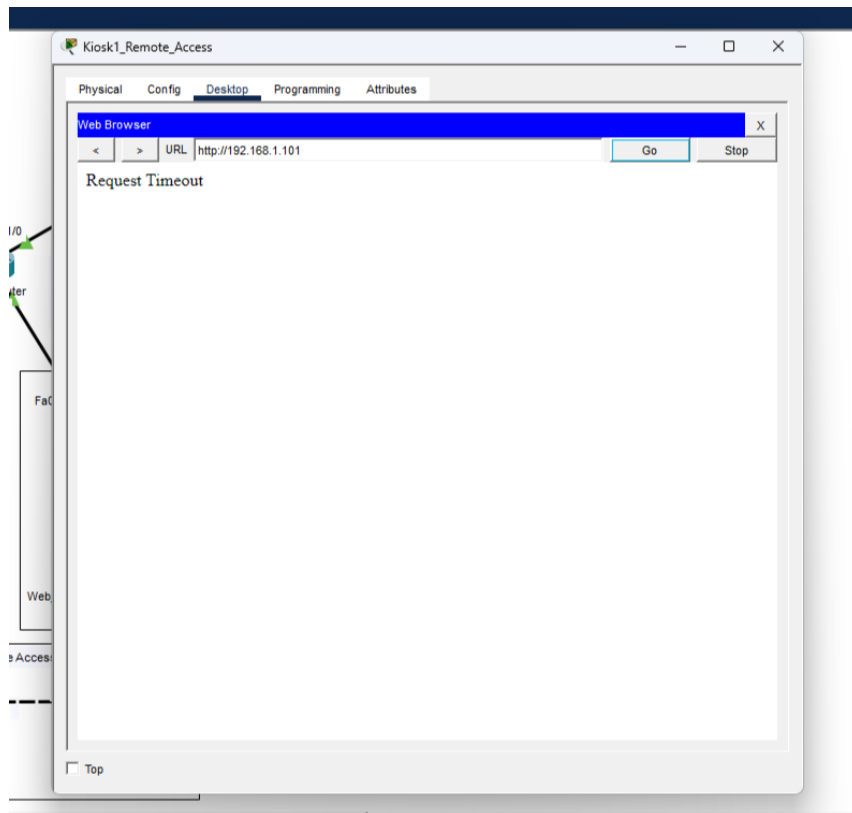 Kiosk1_Remote_Access
Physical Config Desktop Programming Attributes
Web Browser X
< > URL http://192.168.1.101 Go Stop
Request Timeout
1/0
ter
Fa0
Web_
e Access
Top